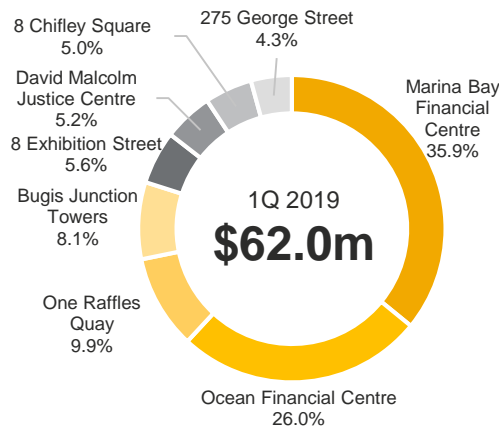 275 George Street
4.3%
8 Chifley Square
5.0%
David Malcolm
Justice Centre
5.2%
8 Exhibition Street
5.6%
Bugis Junction
Towers
8.1%
One Raffles
Quay
9.9%
Ocean Financial Centre
26.0%
Marina Bay
Financial
Centre
35.9%
1Q 2019
$62.0m